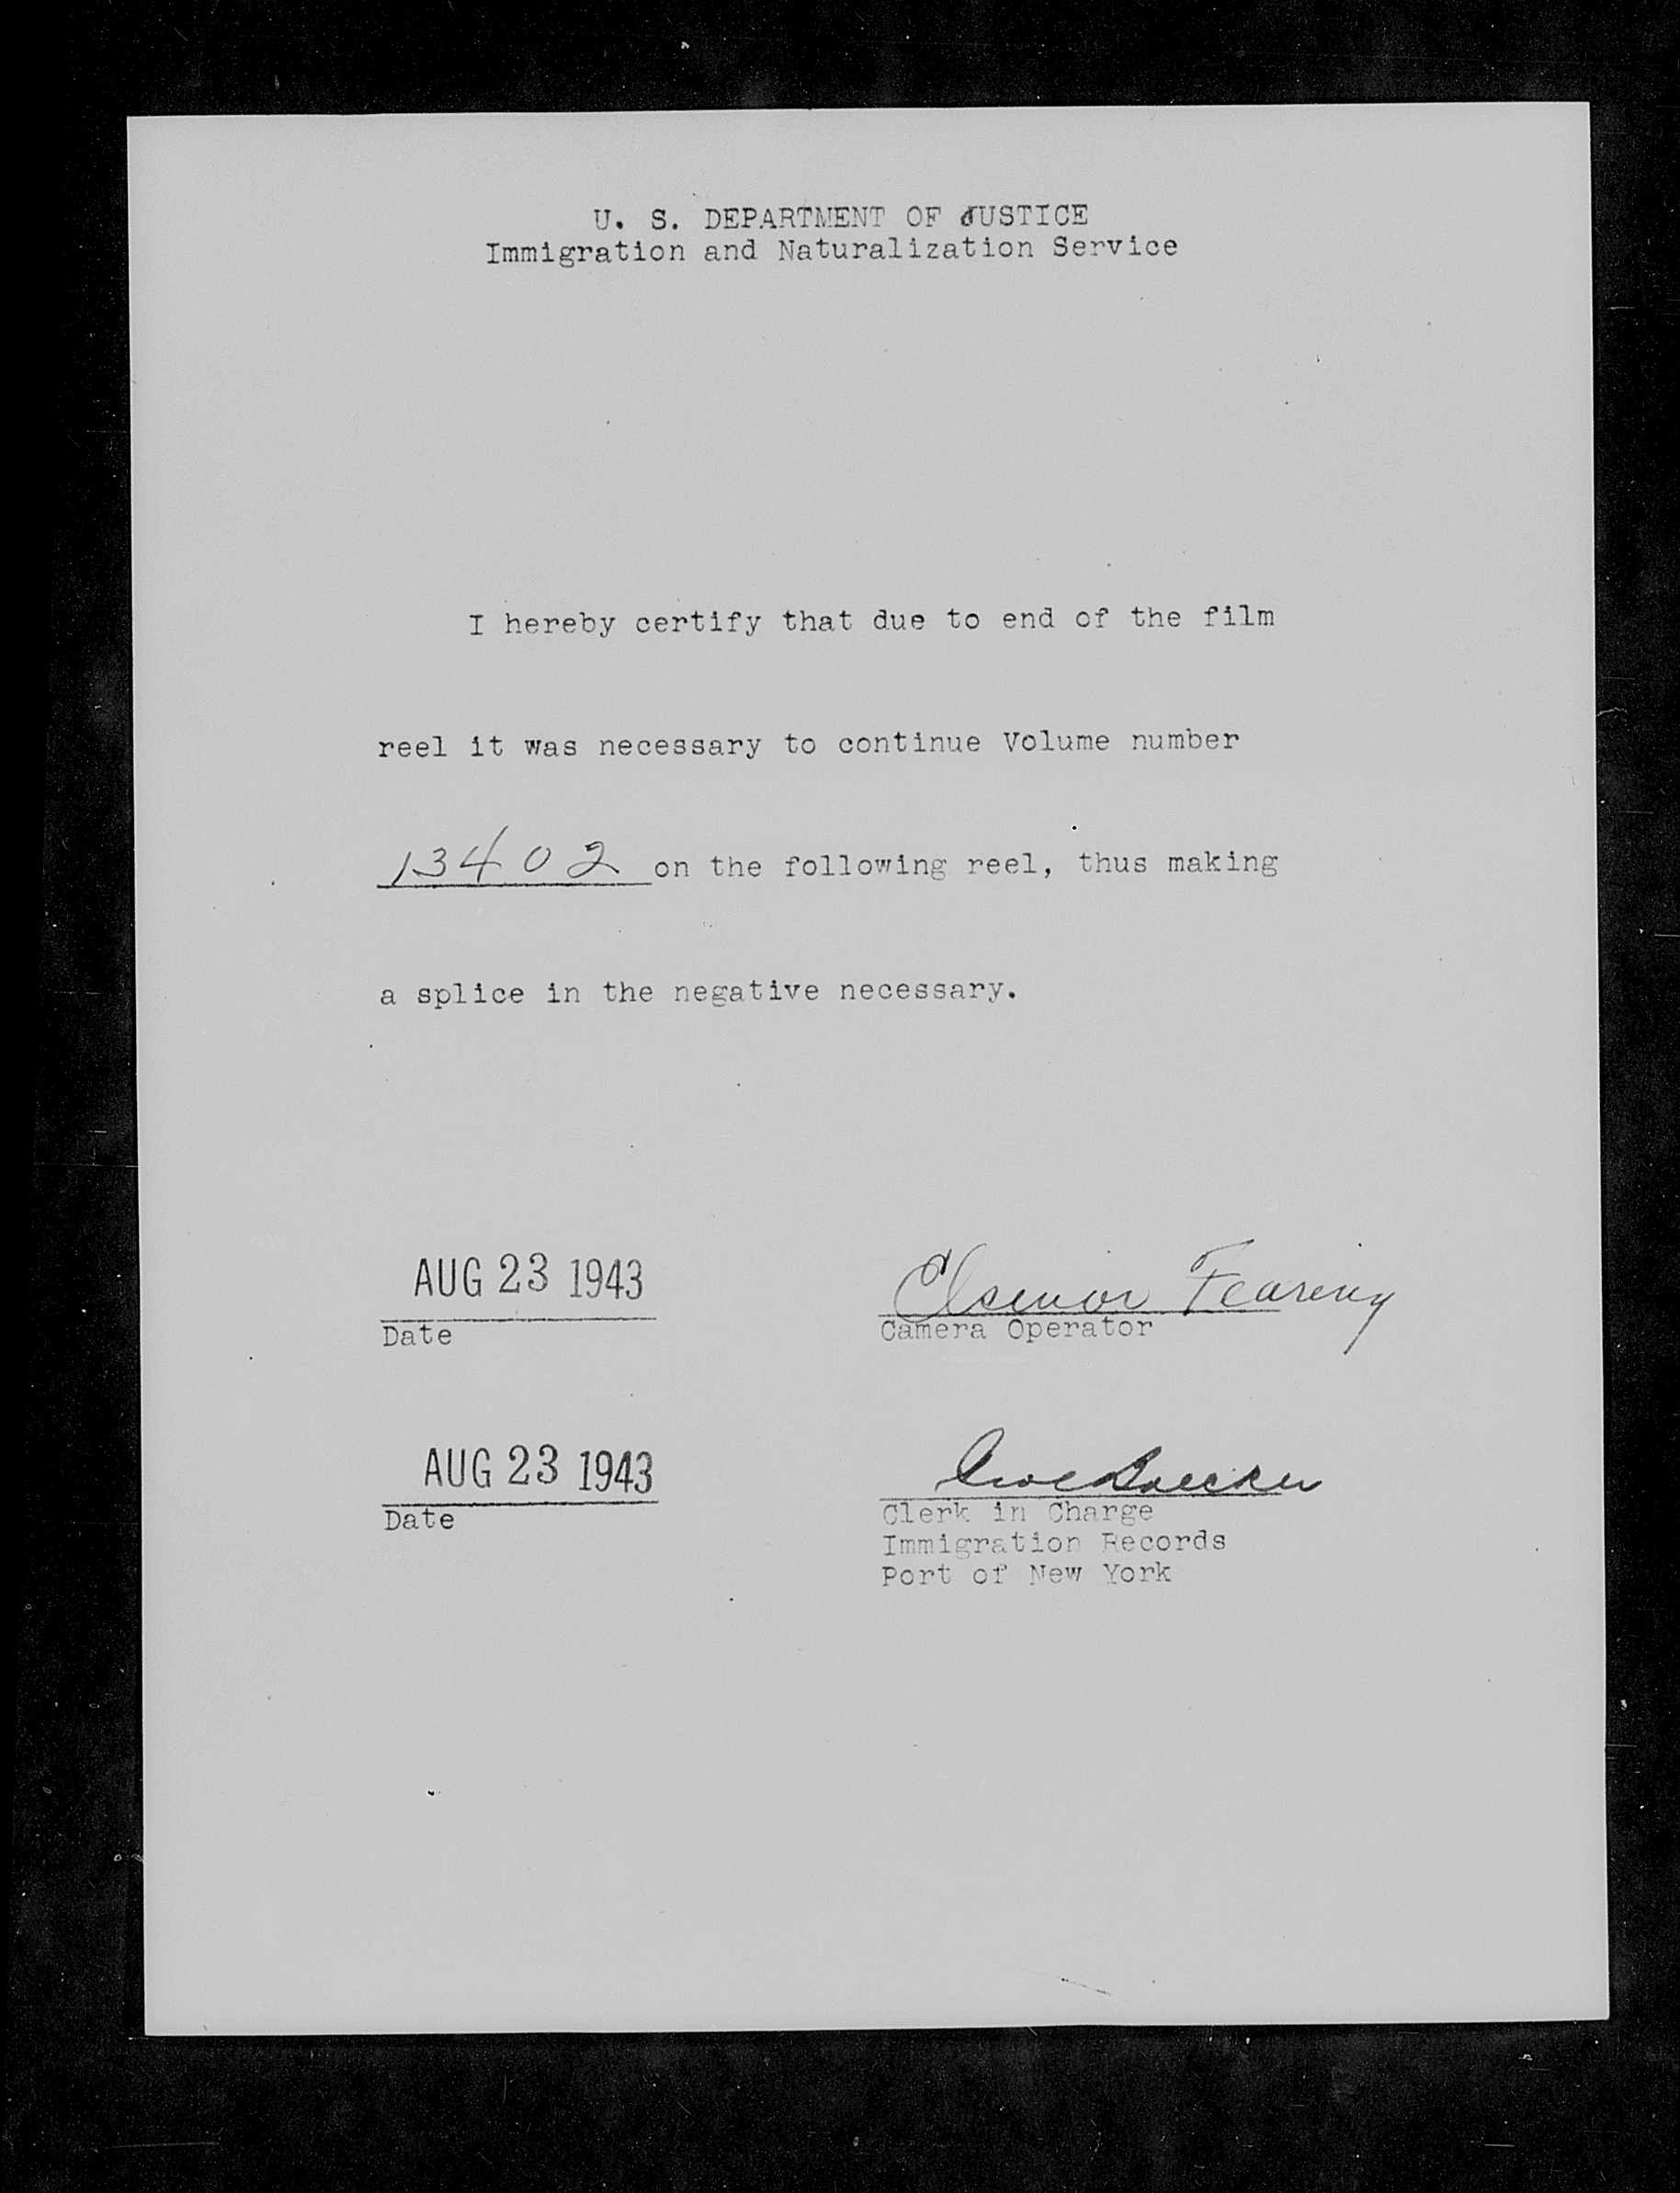 U. S. DEPARTMENT OF JUSTICE
Immigration and Naturalization Service
I hereby certify that due to end of the film
reel it was necessary to continue Volume number
13402 on the following reel, thus making
a splice in the negative necessary.
AUG 23 1943
Date
Eleanor Fearing
Camera Operator
AUG 23 1943
Date
Clerk in Charge
Immigration Records
Port of New York